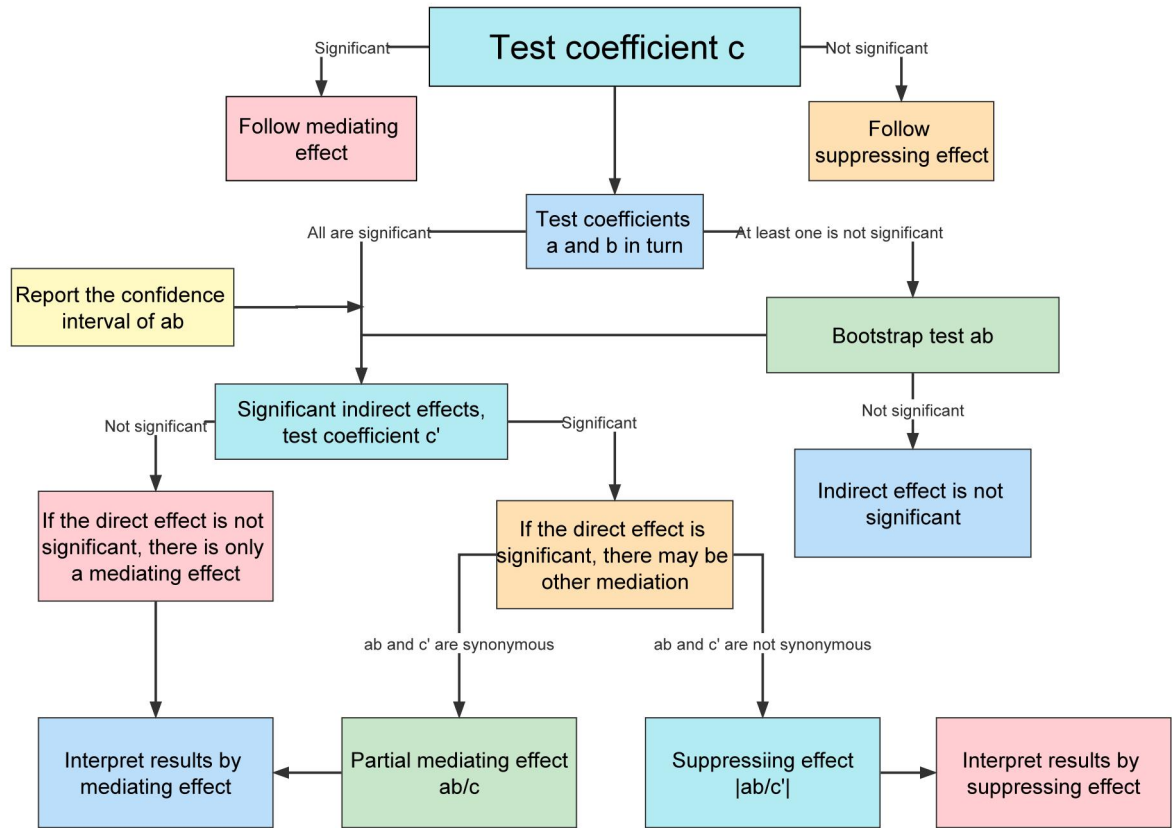 Test coefficient c
Significant
Not significant
Follow mediating
effect
Follow
suppressing effect
Test coefficients
a and b in turn
All are significant
At least one is not significant
Report the confidence
interval of ab
Bootstrap test ab
Significant indirect effects,
test coefficient c'
Not significant
Significant
Not significant
Indirect effect is not
significant
If the direct effect is not
significant, there is only
a mediating effect
If the direct effect is
significant, there may be
other mediation
ab and c' are synonymous
ab and c' are not synonymous
Interpret results by
mediating effect
Partial mediating effect
ab/c
Suppressiing effect
|ab/c'|
Interpret results by
suppressing effect